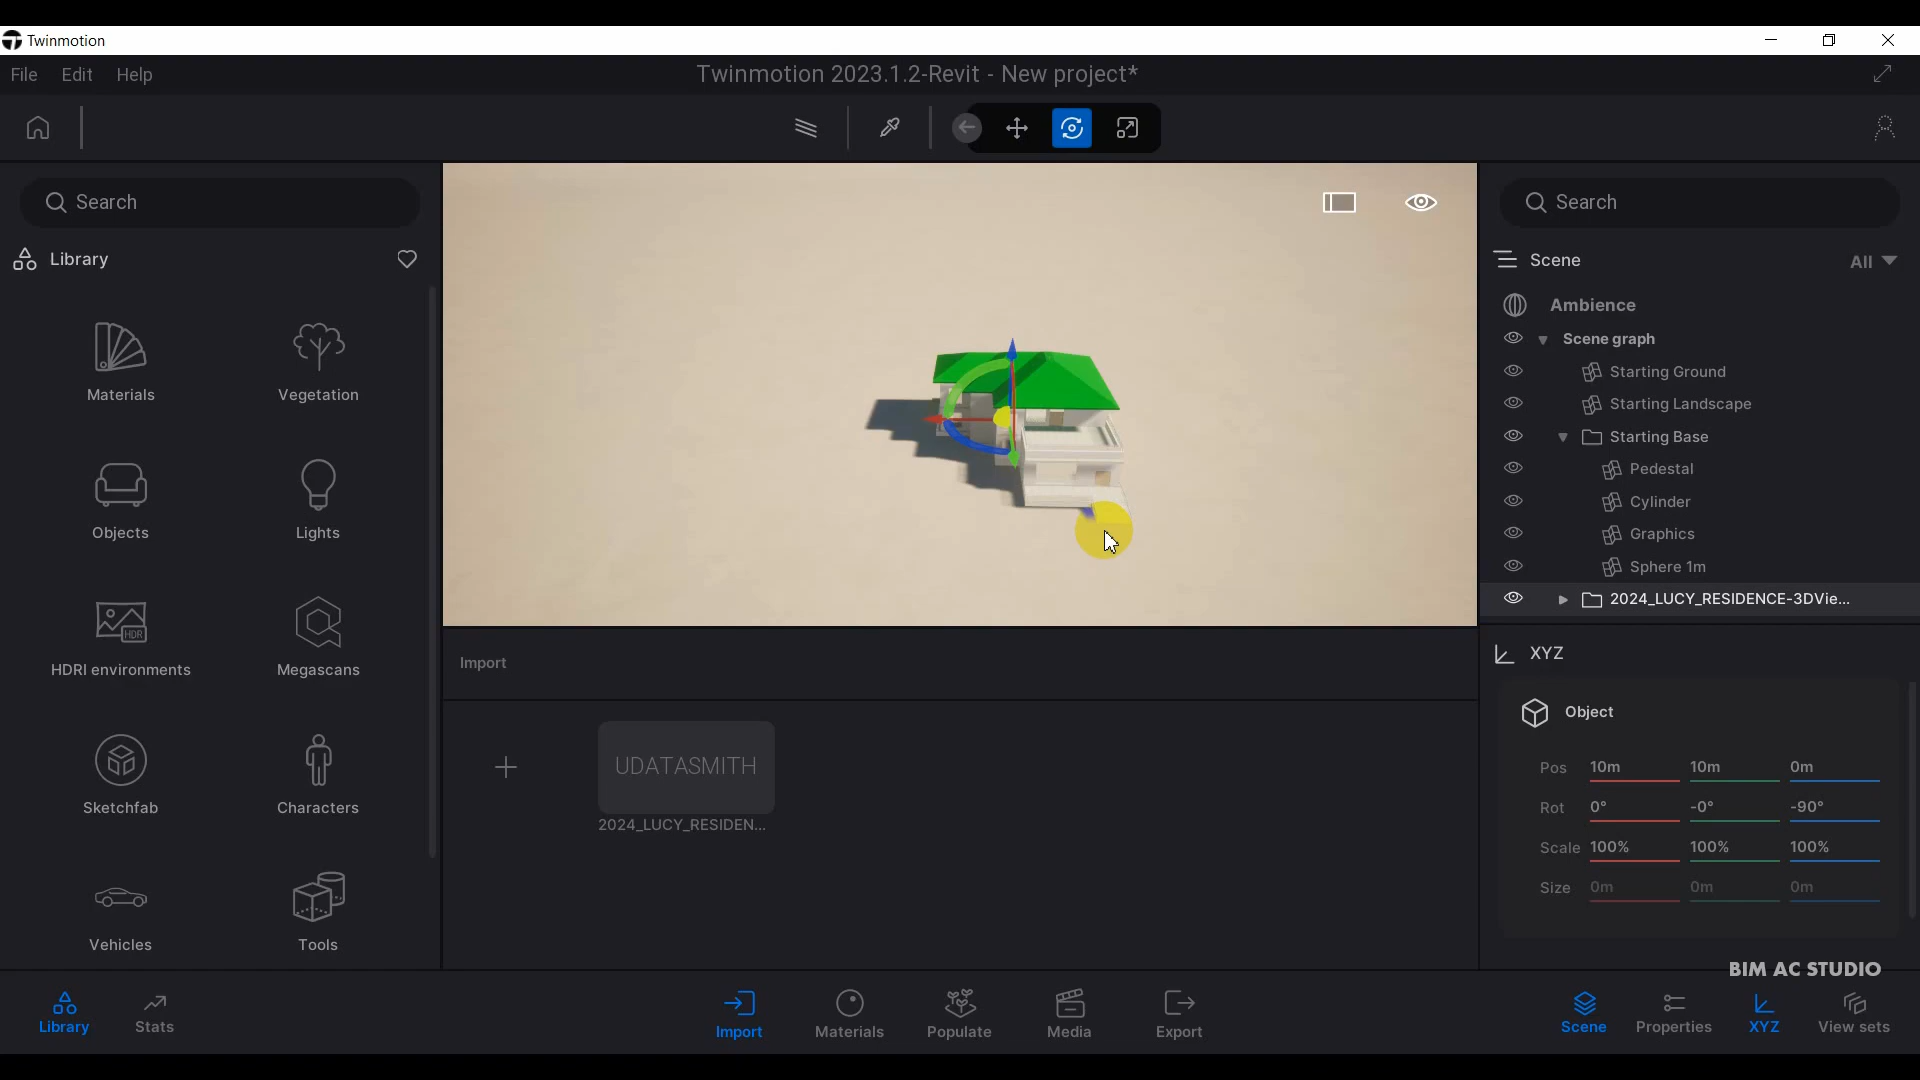 Twinmotion
File Edit Help
Twinmotion 2023.1.2-Revit - New project*
Search
Library
Materials
Vegetation
Objects
Lights
HDR
HDRI environments
Megascans
Sketchfab
Characters
Vehicles
Tools
Import
UDATASMITH
2024_LUCY_RESIDEN...
Search
Scene
All
Ambience
Scene graph
Starting Ground
Starting Landscape
Starting Base
Pedestal
Cylinder
Graphics
Sphere 1m
2024_LUCY_RESIDENCE-3DVie...
XYZ
Object
Pos 10m 10m 0m
Rot 0° -0° -90°
Scale 100% 100% 100%
Size 0m 0m 0m
BIM AC STUDIO
Library
Stats
Import
Materials
Populate
Media
Export
Scene
Properties
XYZ
View sets